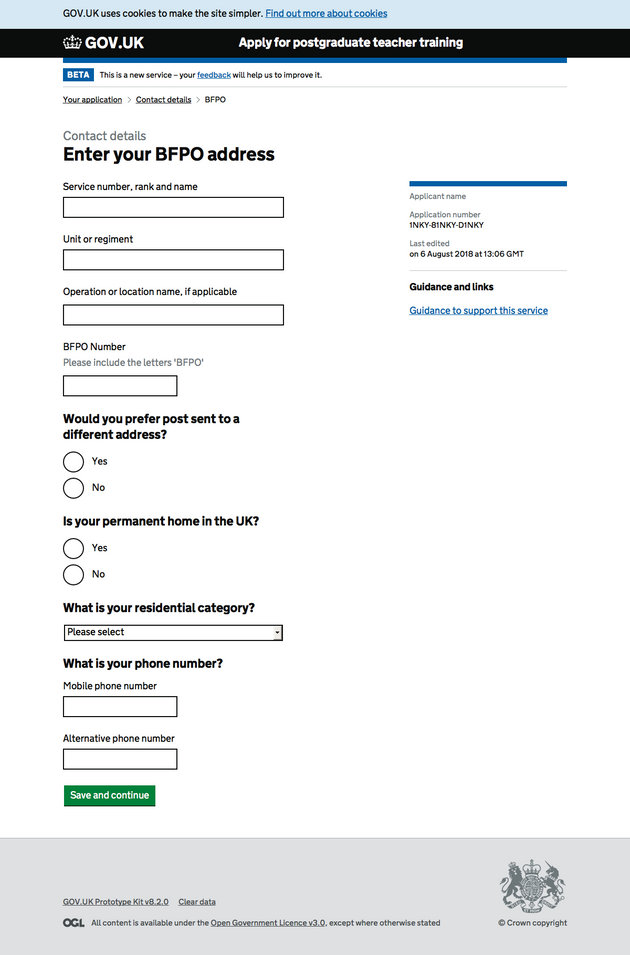 GOV.UK uses cookies to make the site simpler. Find out more about cookies
GOV.UK
Apply for postgraduate teacher training
BETA
This is a new service – your feedback will help us to improve it.
Your application > Contact details > BFPO
Contact details
Enter your BFPO address
Service number, rank and name
Unit or regiment
Operation or location name, if applicable
BFPO Number
Please include the letters 'BFPO'
Would you prefer post sent to a
different address?
Yes
No
Is your permanent home in the UK?
Yes
No
What is your residential category?
Please select
What is your phone number?
Mobile phone number
Alternative phone number
Save and continue
Applicant name
Application number
1NKY-81NKY-D1NKY
Last edited
on 6 August 2018 at 13:06 GMT
Guidance and links
Guidance to support this service
GOV.UK Prototype Kit v8.2.0 Clear data
OGL All content is available under the Open Government Licence v3.0, except where otherwise stated
© Crown copyright